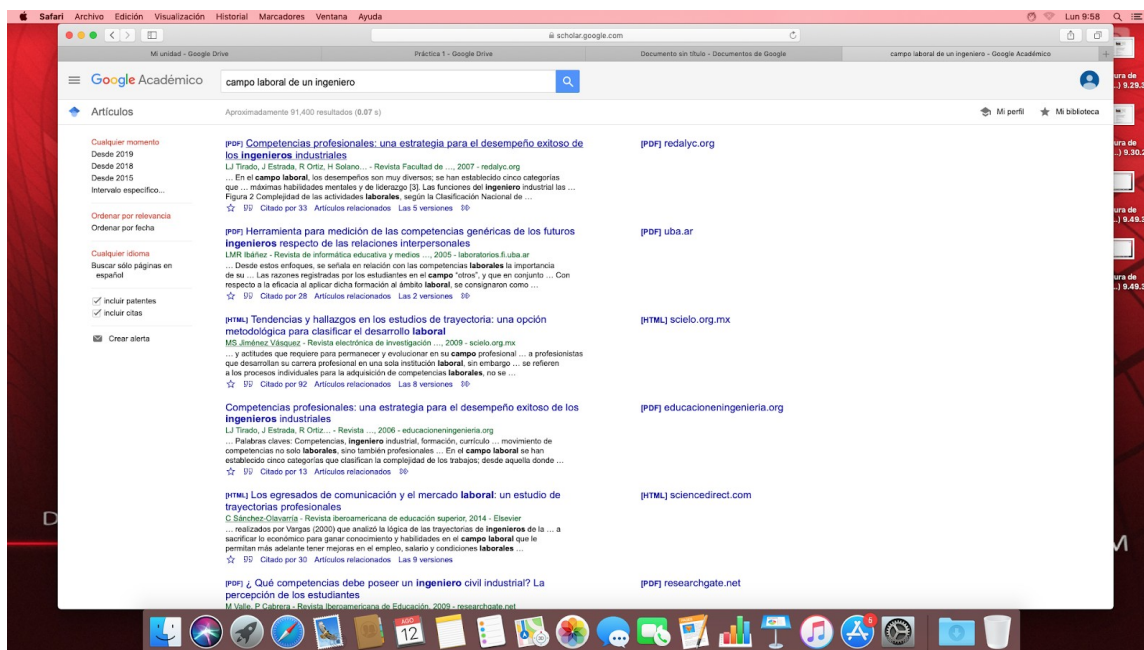 Safari Archivo Edición Visualización Historial Marcadores Ventana Ayuda Lun 9:58
scholar.google.com
Mi unidad - Google Drive Práctica 1 - Google Drive Documento sin título - Documentos de Google campo laboral de un ingeniero - Google Académico
Google Académico campo laboral de un ingeniero
Artículos Aproximadamente 91,400 resultados (0.07 s) Mi perfil Mi biblioteca
Cualquier momento
Desde 2019
Desde 2018
Desde 2015
Intervalo específico...
Ordenar por relevancia
Ordenar por fecha
Cualquier idioma
Buscar sólo páginas en
español
incluir patentes
incluir citas
Crear alerta
[PDF] Competencias profesionales: una estrategia para el desempeño exitoso de
los ingenieros industriales
LJ Tirado, J Estrada, R Ortiz, H Solano... - Revista Facultad de ..., 2007 - redalyc.org
... En el campo laboral, los desempeños son muy diversos; se han establecido cinco categorías
que ... máximas habilidades mentales y de liderazgo [3]. Las funciones del ingeniero industrial las ...
Figura 2 Complejidad de las actividades laborales, según la Clasificación Nacional de ...
Citado por 33 Artículos relacionados Las 5 versiones
[PDF] redalyc.org
[PDF] Herramienta para medición de las competencias genéricas de los futuros
ingenieros respecto de las relaciones interpersonales
LMR Ibáñez - Revista de informática educativa y medios ..., 2005 - laboratorios.fi.uba.ar
... Desde estos enfoques, se señala en relación con las competencias laborales la importancia
de su ... Las razones registradas por los estudiantes en el campo "otros", y que en conjunto ... Con
respecto a la eficacia al aplicar dicha formación al ámbito laboral, se consignaron como ...
Citado por 28 Artículos relacionados Las 2 versiones
[PDF] uba.ar
[HTML] Tendencias y hallazgos en los estudios de trayectoria: una opción
metodológica para clasificar el desarrollo laboral
MS Jiménez Vásquez - Revista electrónica de investigación ..., 2009 - scielo.org.mx
... y actitudes que requiere para permanecer y evolucionar en su campo profesional ... a profesionistas
que desarrollan su carrera profesional en una sola institución laboral, sin embargo ... se refieren
a los procesos individuales para la adquisición de competencias laborales, no se ...
Citado por 92 Artículos relacionados Las 8 versiones
[HTML] scielo.org.mx
Competencias profesionales: una estrategia para el desempeño exitoso de los
ingenieros industriales
LJ Tirado, J Estrada, R Ortiz... - Revista ..., 2006 - educacioneningenieria.org
... Palabras claves: Competencias, ingeniero industrial, formación, currículo ... movimiento de
competencias no solo laborales, sino también profesionales ... En el campo laboral se han
establecido cinco categorías que clasifican la complejidad de los trabajos; desde aquella donde ...
Citado por 13 Artículos relacionados
[PDF] educacioneningenieria.org
[HTML] Los egresados de comunicación y el mercado laboral: un estudio de
trayectorias profesionales
C Sánchez-Olavarría - Revista iberoamericana de educación superior, 2014 - Elsevier
... realizados por Vargas (2000) que analizó la lógica de las trayectorias de ingenieros de la ... a
sacrificar lo económico para ganar conocimiento y habilidades en el campo laboral que le
permitan más adelante tener mejoras en el empleo, salario y condiciones laborales ...
Citado por 30 Artículos relacionados Las 9 versiones
[HTML] sciencedirect.com
[PDF] ¿ Qué competencias debe poseer un ingeniero civil industrial? La
percepción de los estudiantes
M Valle, P Cabrera - Revista Iberoamericana de Educación, 2009 - researchgate.net
[PDF] researchgate.net
ura de
...) 9.29.3
ura de
...) 9.30.2
ura de
...) 9.49.3
ura de
...) 9.49.3
D
M
AGO
12
6